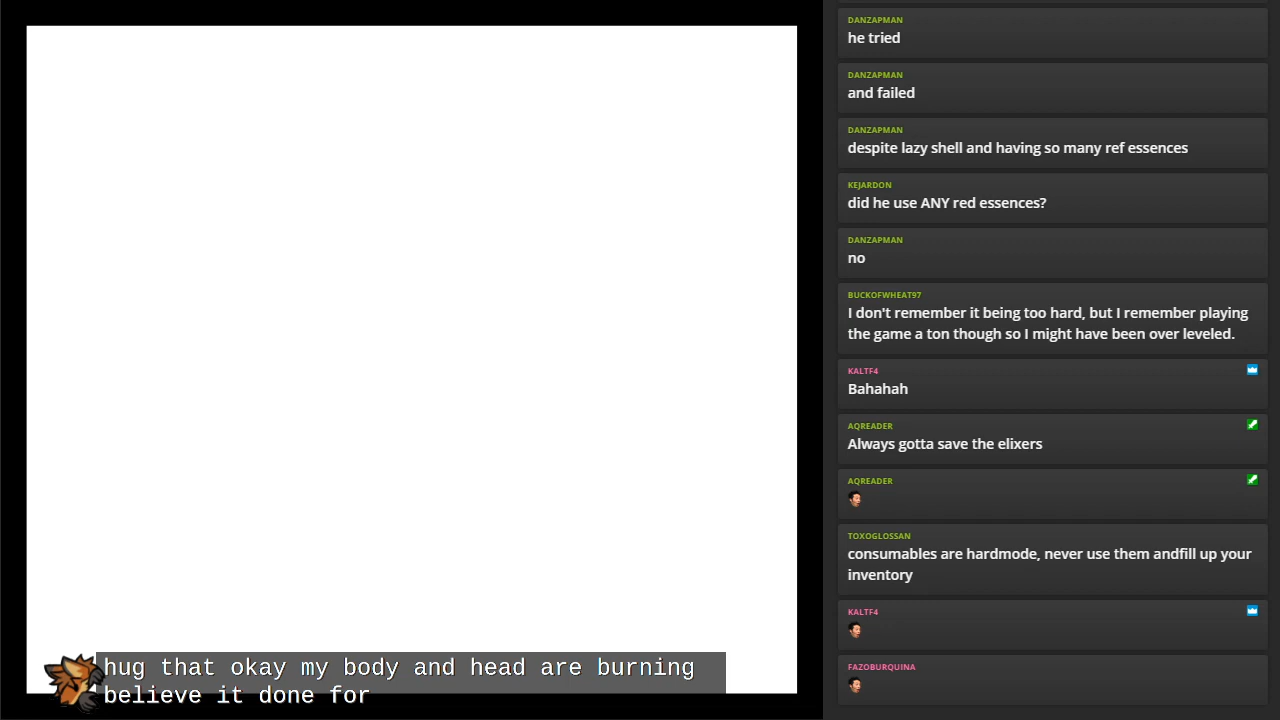 DANZAPMAN
he tried
DANZAPMAN
and failed
DANZAPMAN
despite lazy shell and having so many ref essences
KEJARDON
did he use ANY red essences?
DANZAPMAN
no
BUCKOFWHEAT97
I don't remember it being too hard, but I remember playing
the game a ton though so I might have been over leveled.
KALTF4
Bahahah
AQREADER
Always gotta save the elixers
AQREADER
TOXOGLOSSAN
consumables are hardmode, never use them andfill up your
inventory
KALTF4
FAZOBURQUINA
hug that okay my body and head are burning
believe it done for